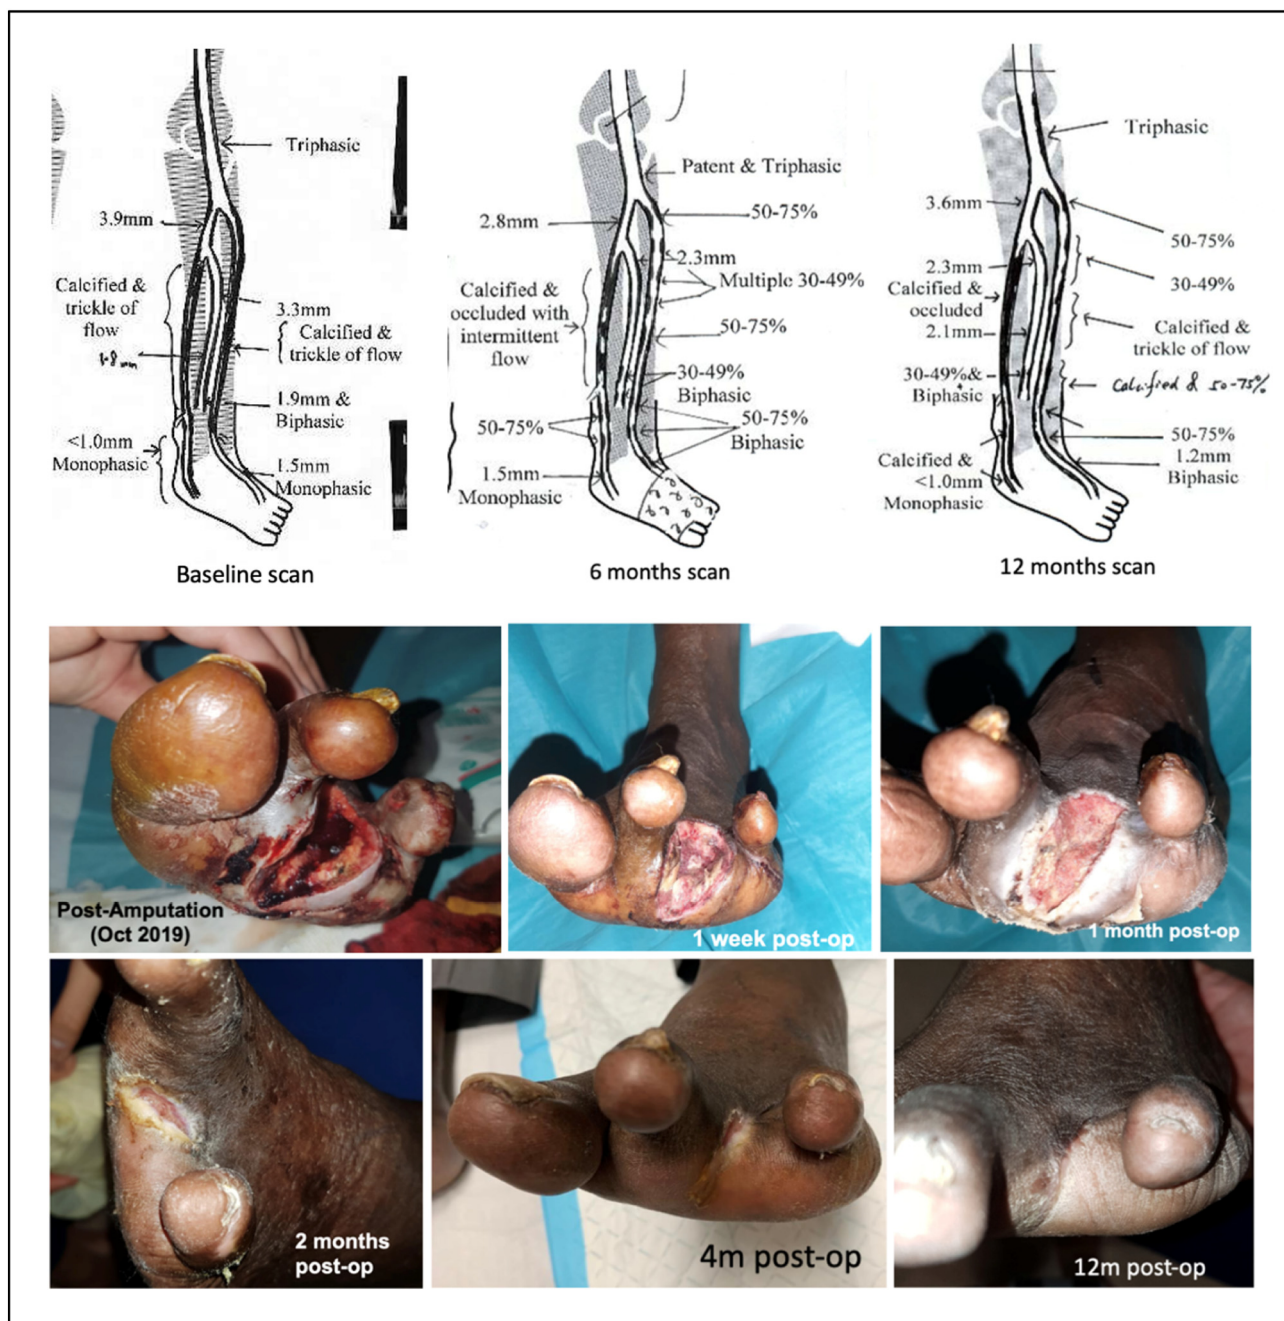 Triphasic
3.9mm
Calcified &
trickle of
flow
3.3mm
Calcified &
trickle of flow
1.8mm
1.9mm &
Biphasic
<1.0mm
Monophasic
1.5mm
Monophasic
Baseline scan
Patent & Triphasic
2.8mm
50-75%
2.3mm
Multiple 30-49%
Calcified &
occluded with
intermittent
flow
50-75%
30-49%
Biphasic
50-75%
50-75%
Biphasic
1.5mm
Monophasic
6 months scan
Triphasic
3.6mm
50-75%
2.3mm
30-49%
Calcified &
occluded
2.1mm
Calcified &
trickle of flow
30-49%&
Biphasic
Calcified & 50-75%
50-75%
1.2mm
Biphasic
Calcified &
<1.0mm
Monophasic
12 months scan
Post-Amputation
(Oct 2019)
1 week post-op
1 month post-op
2 months
post-op
4m post-op
12m post-op